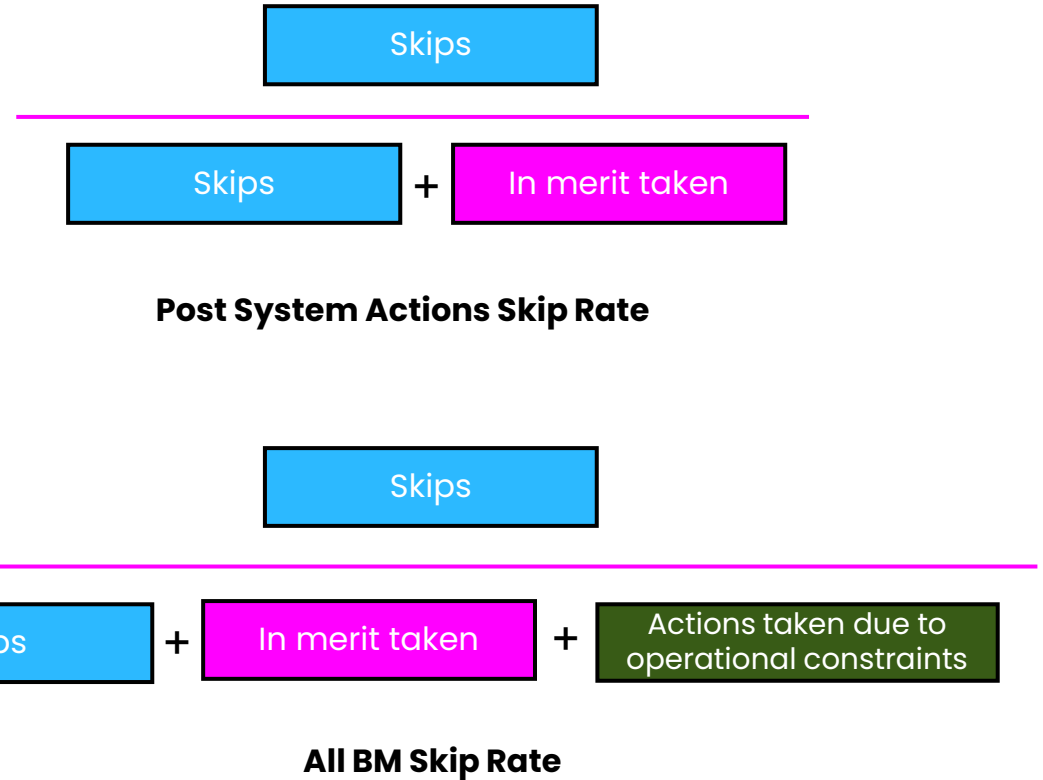 Skips
Skips + In merit taken
Post System Actions Skip Rate
Skips
ps + In merit taken + Actions taken due to
operational constraints
All BM Skip Rate